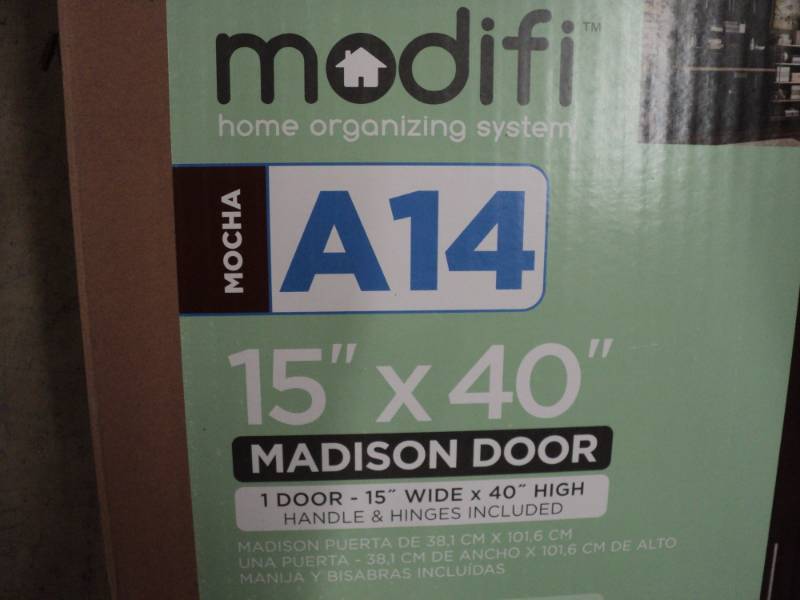 modifi™
home organizing system
MOCHA
A14
15" x 40"
MADISON DOOR
1 DOOR - 15" WIDE x 40" HIGH
HANDLE & HINGES INCLUDED
MADISON PUERTA DE 38,1 CM X 101,6 CM
UNA PUERTA - 38,1 CM DE ANCHO X 101,6 CM DE ALTO
MANIJA Y BISABRAS INCLUÍDAS